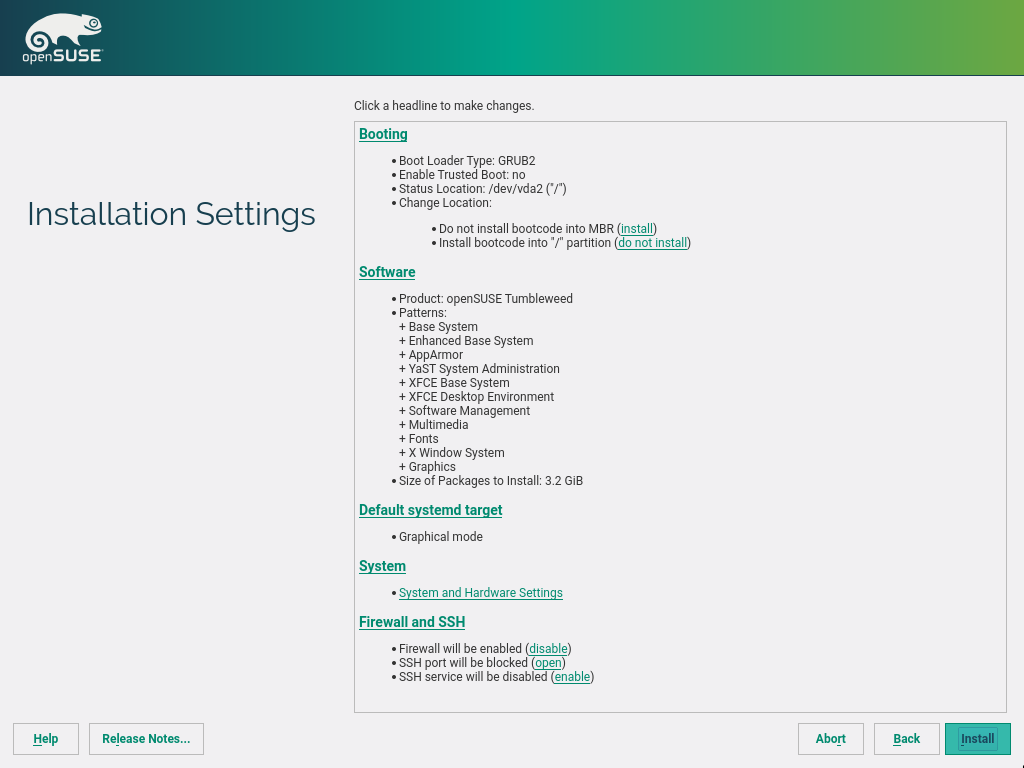 openSUSE
Click a headline to make changes.
Installation Settings
Booting
• Boot Loader Type: GRUB2
• Enable Trusted Boot: no
• Status Location: /dev/vda2 ("/")
• Change Location:
• Do not install bootcode into MBR (install)
• Install bootcode into "/" partition (do not install)
Software
• Product: openSUSE Tumbleweed
• Patterns:
+ Base System
+ Enhanced Base System
+ AppArmor
+ YaST System Administration
+ XFCE Base System
+ XFCE Desktop Environment
+ Software Management
+ Multimedia
+ Fonts
+ X Window System
+ Graphics
• Size of Packages to Install: 3.2 GiB
Default systemd target
• Graphical mode
System
• System and Hardware Settings
Firewall and SSH
• Firewall will be enabled (disable)
• SSH port will be blocked (open)
• SSH service will be disabled (enable)
Help Release Notes... Abort Back Install